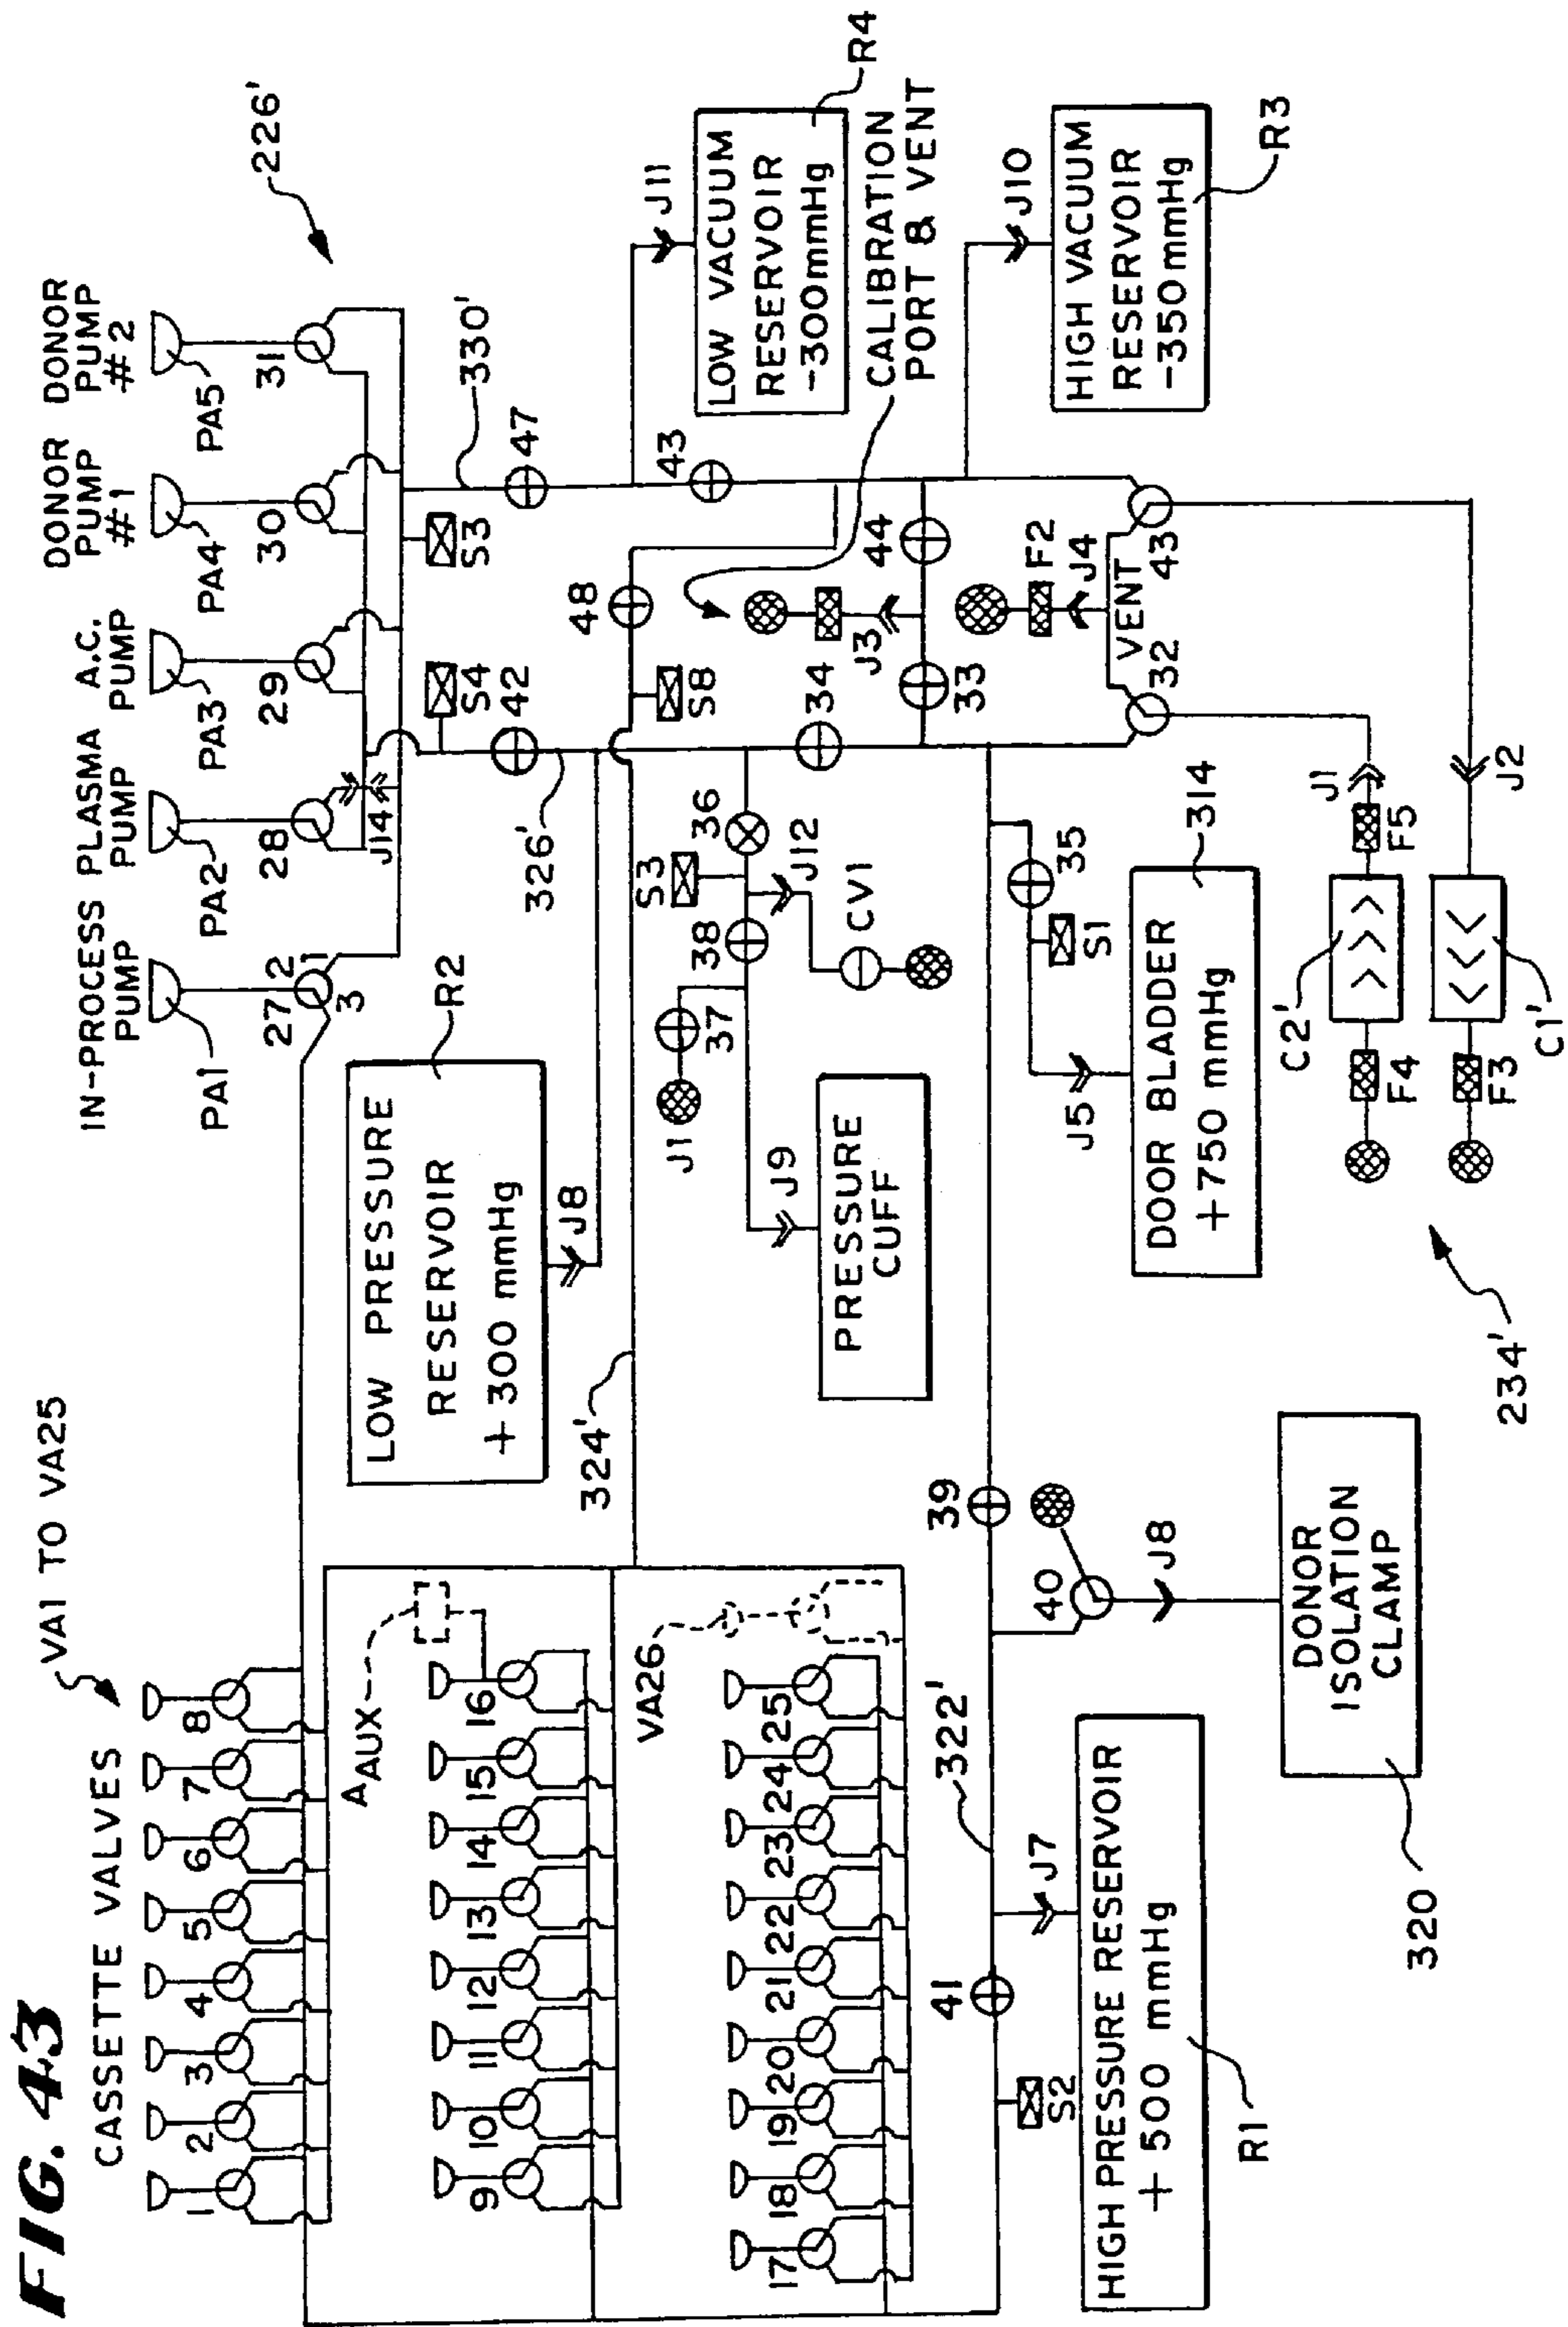 FIG. 43
CASSETTE VALVES
VA1 TO VA25
1
2
3
4
5
6
7
8
9
10
11
12
13
14
15
16
A AUX
17
18
19
20
21
22
23
24
25
VA26
IN-PROCESS
PUMP
PLASMA
PUMP
A.C.
PUMP
DONOR
PUMP
#1
DONOR
PUMP
#2
226'
PA1
PA2
PA3
PA4
PA5
27
2
1
3
28
J14
29
30
31
LOW PRESSURE
RESERVOIR
+300 mmHg
R2
J8
324'
326'
S4
42
S3
330'
47
48
S8
43
J11
LOW VACUUM
RESERVOIR
-300mmHg
R4
CALIBRATION
PORT & VENT
J1
37
38
S3
36
J12
CV1
34
33
44
J3
F2
J4
VENT
32
43
J10
HIGH VACUUM
RESERVOIR
-350mmHg
R3
J9
PRESSURE
CUFF
39
40
J8
DONOR
ISOLATION
CLAMP
320
35
S1
J5
DOOR BLADDER
+750 mmHg
314
322'
41
S2
J7
HIGH PRESSURE RESERVOIR
+500 mmHg
R1
J1
F5
C2'
F4
J2
C1'
F3
234'